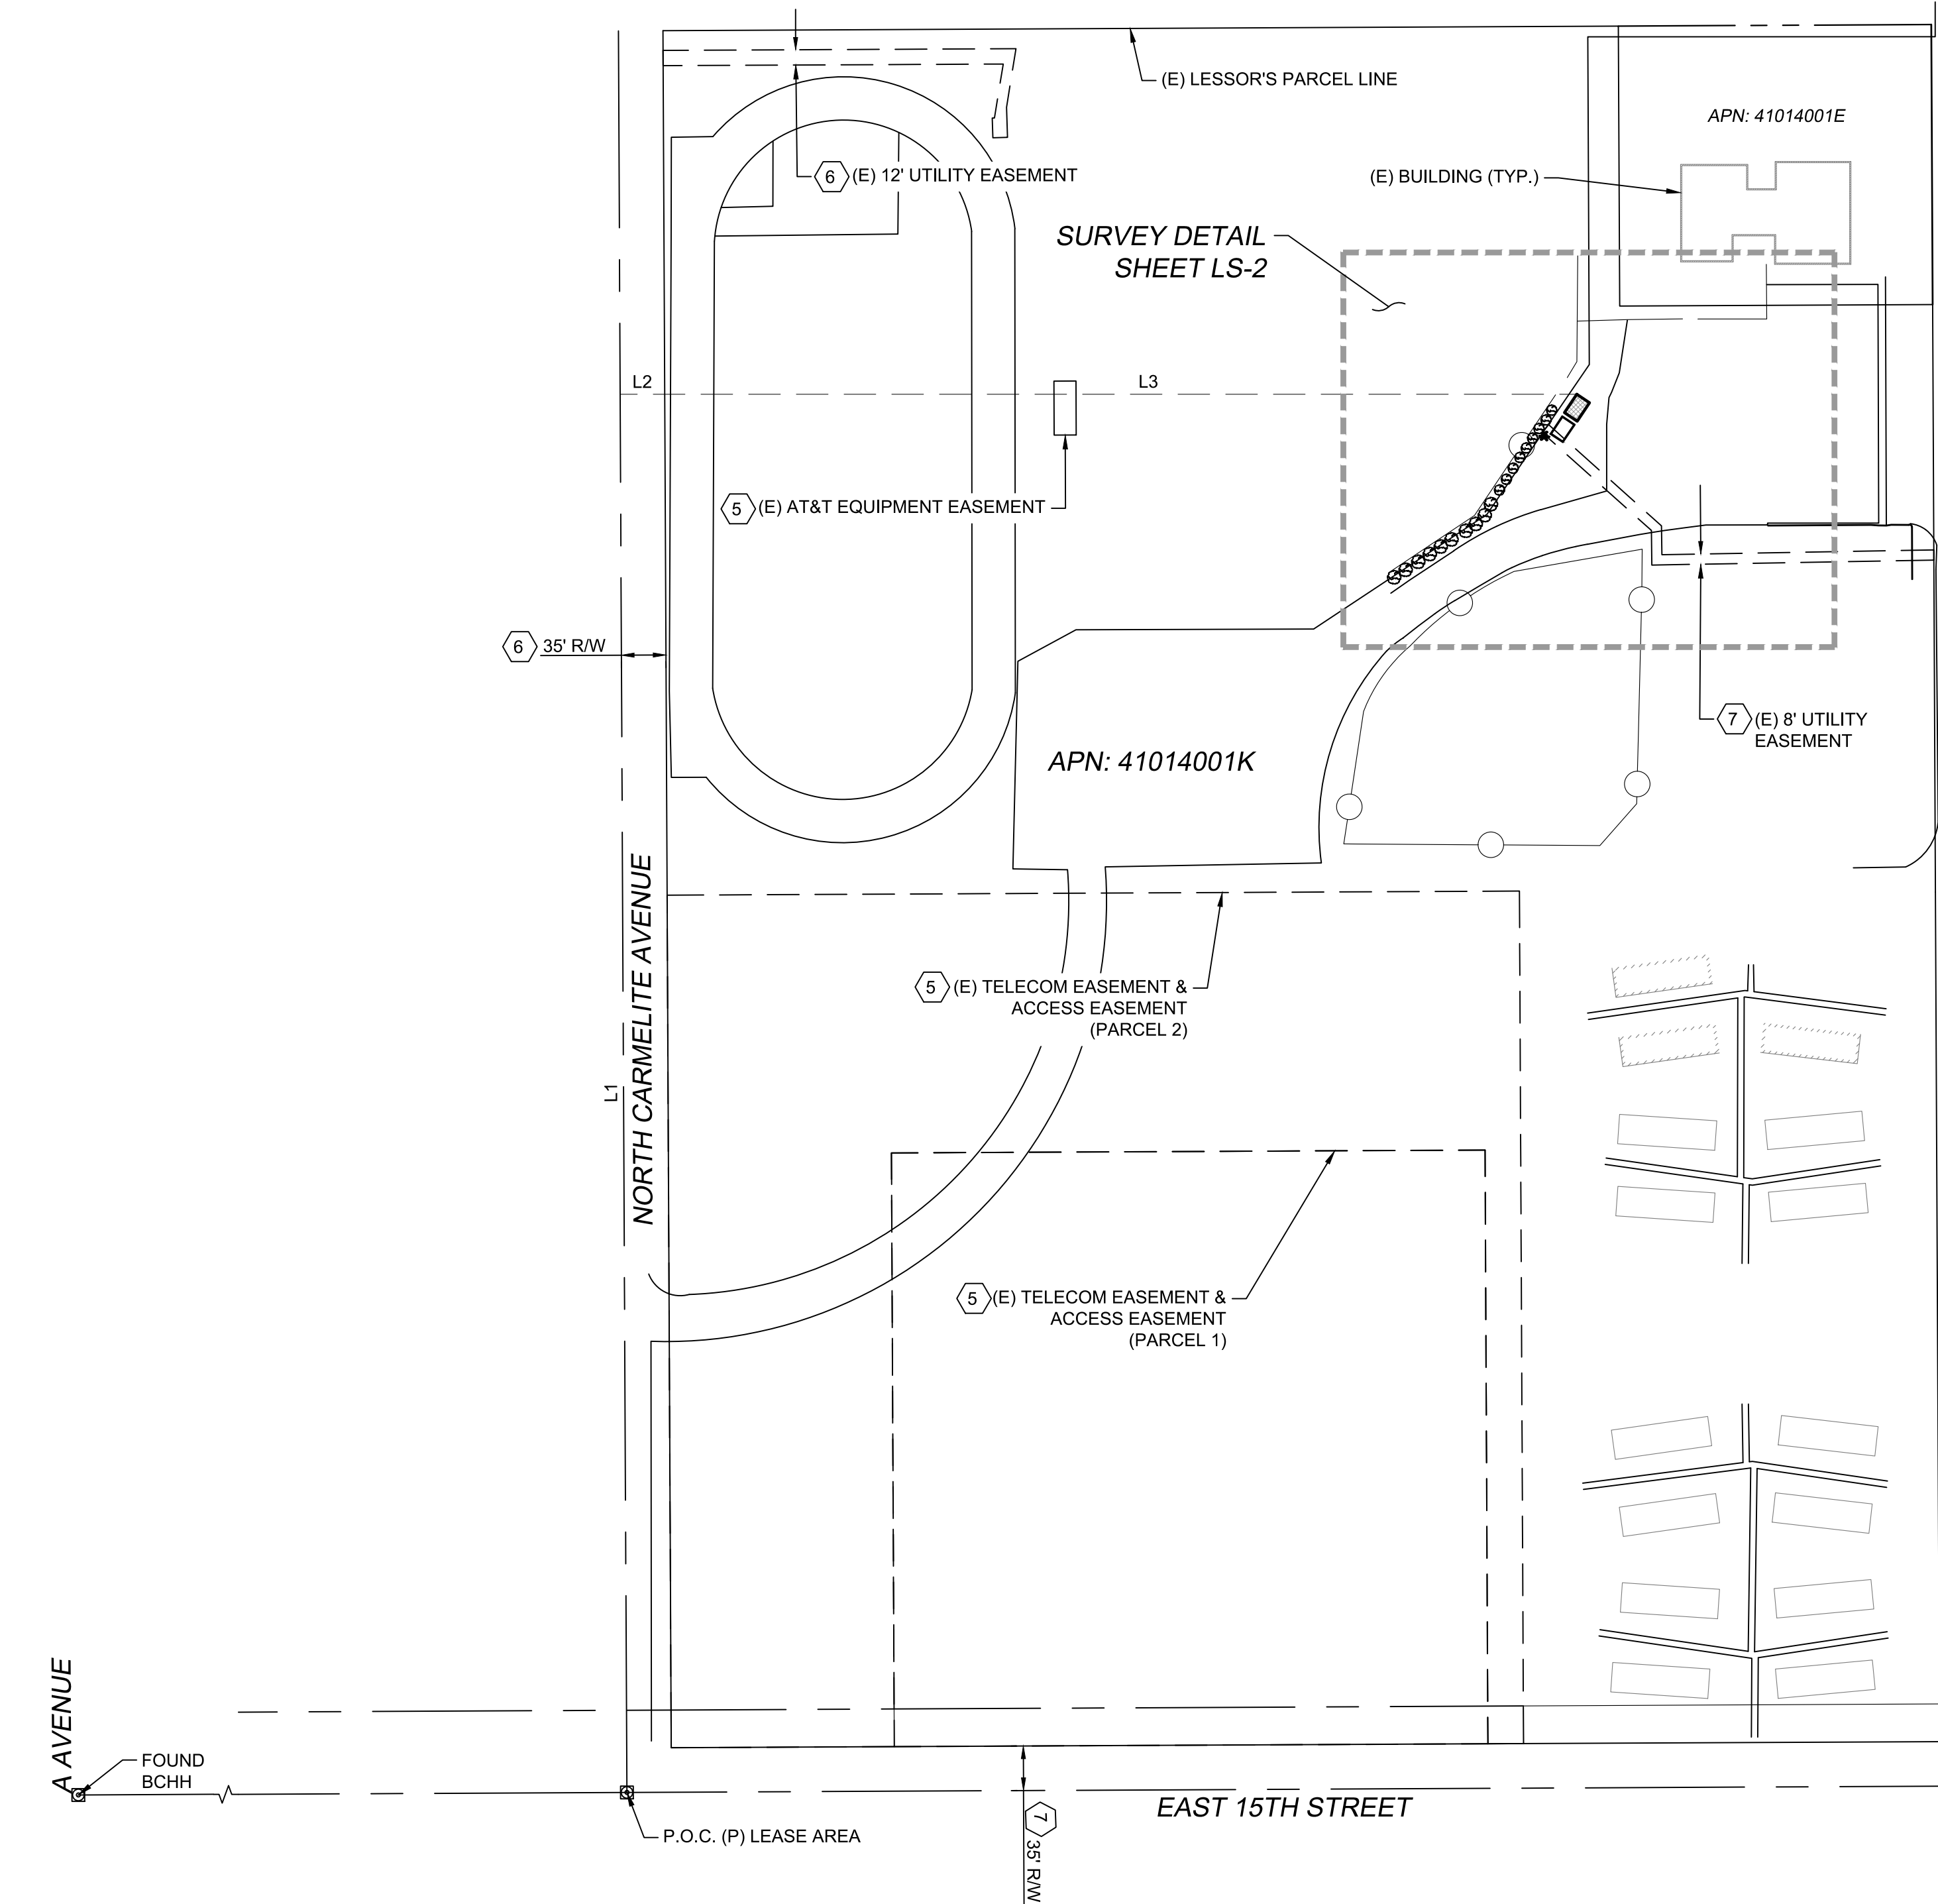 (E) LESSOR'S PARCEL LINE
APN: 41014001E
6 (E) 12' UTILITY EASEMENT
(E) BUILDING (TYP.)
SURVEY DETAIL
SHEET LS-2
L2
L3
5 (E) AT&T EQUIPMENT EASEMENT
6 35' R/W
7 (E) 8' UTILITY
EASEMENT
APN: 41014001K
NORTH CARMELITE AVENUE
5 (E) TELECOM EASEMENT &
ACCESS EASEMENT
(PARCEL 2)
L1
5 (E) TELECOM EASEMENT &
ACCESS EASEMENT
(PARCEL 1)
A AVENUE
FOUND
BCHH
EAST 15TH STREET
P.O.C. (P) LEASE AREA
7 35' R/W